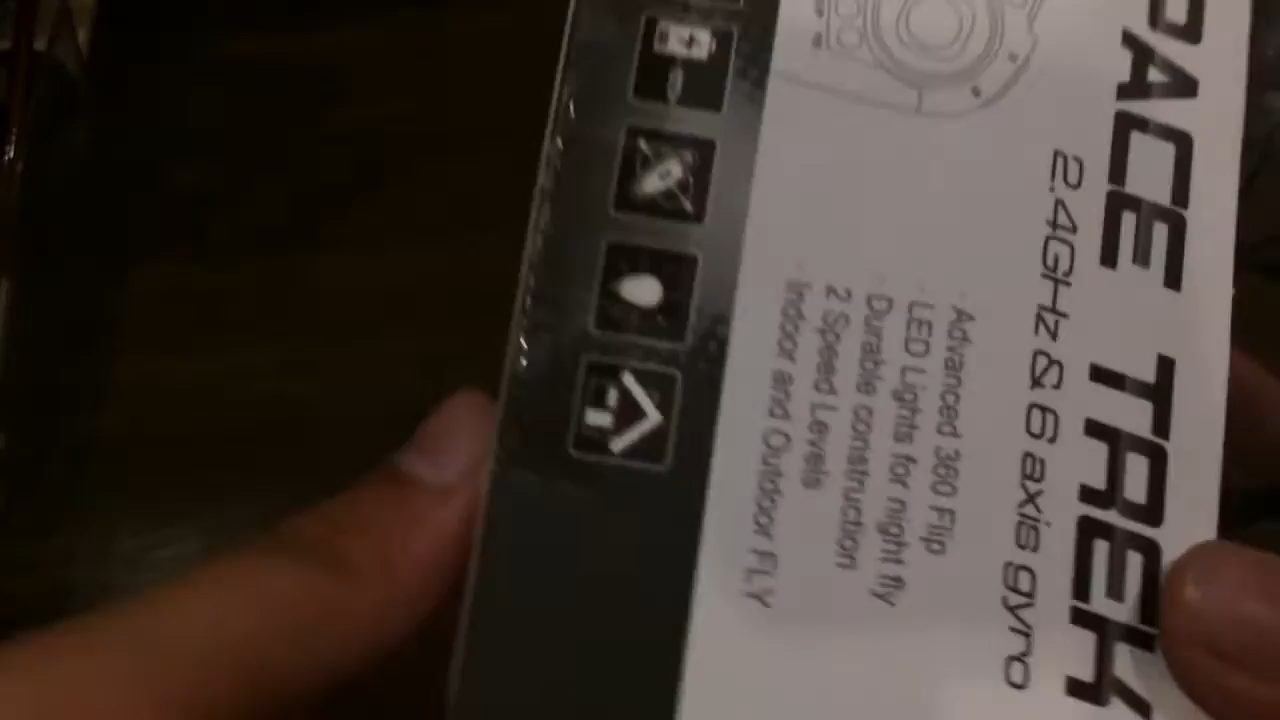 PACE TREK
2.4GHz & 6 axis gyro
· Advanced 360 Flip
· LED Lights for night fly
· Durable construction
2 Speed Levels
· Indoor and Outdoor FLY